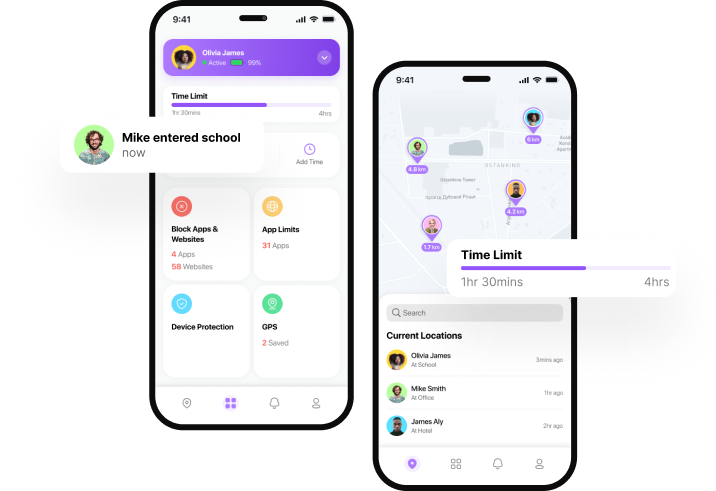 9:41
Olivia James
Active 99%
Time Limit
1hr 30mins 4hrs
Mike entered school
now
Add Time
Block Apps &
Websites
4 Apps
58 Websites
App Limits
31 Apps
Device Protection
GPS
2 Saved
9:41
6 km
4.8 km
OSTANKINO
Ostankino Tower
4.2 km
1.7 km
Time Limit
1hr 30mins 4hrs
Search
Current Locations
Olivia James
At School
3mins ago
Mike Smith
At Office
1hr ago
James Aly
At Hotel
2hr ago